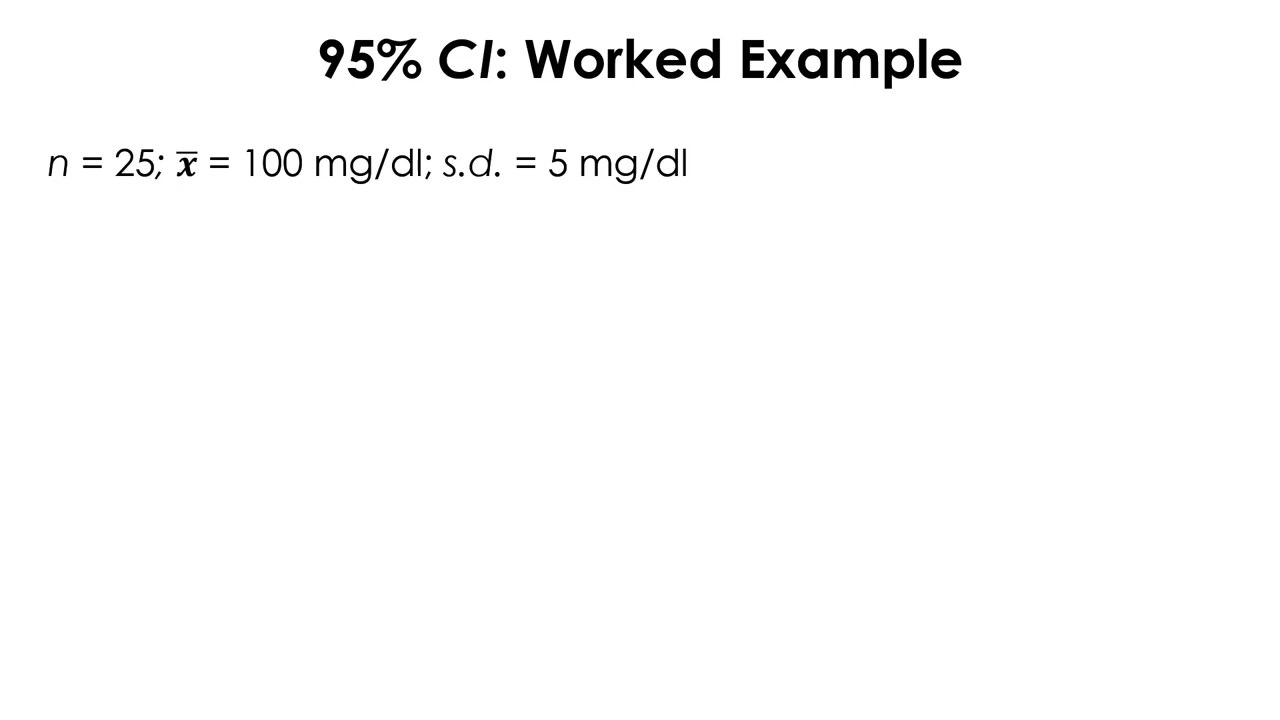 95% CI: Worked Example
n = 25; x̅ = 100 mg/dl; s.d. = 5 mg/dl